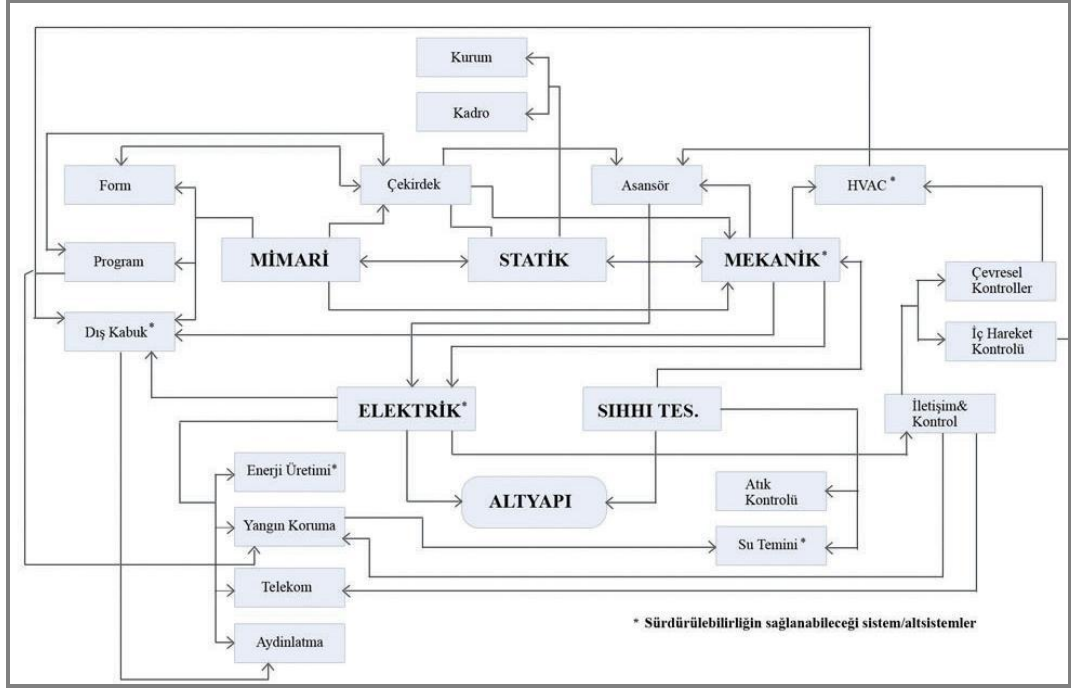 Kurum
Kadro
Form
Çekirdek
Asansör
HVAC *
Program
MİMARİ
STATİK
MEKANİK*
Çevresel
Kontroller
Dış Kabuk*
İç Hareket
Kontrolü
ELEKTRİK*
SIHHI TES.
İletişim&
Kontrol
Enerji Üretimi*
ALTYAPI
Atık
Kontrolü
Yangın Koruma
Su Temini *
Telekom
* Sürdürülebilirliğin sağlanabileceği sistem/altsistemler
Aydinlatma